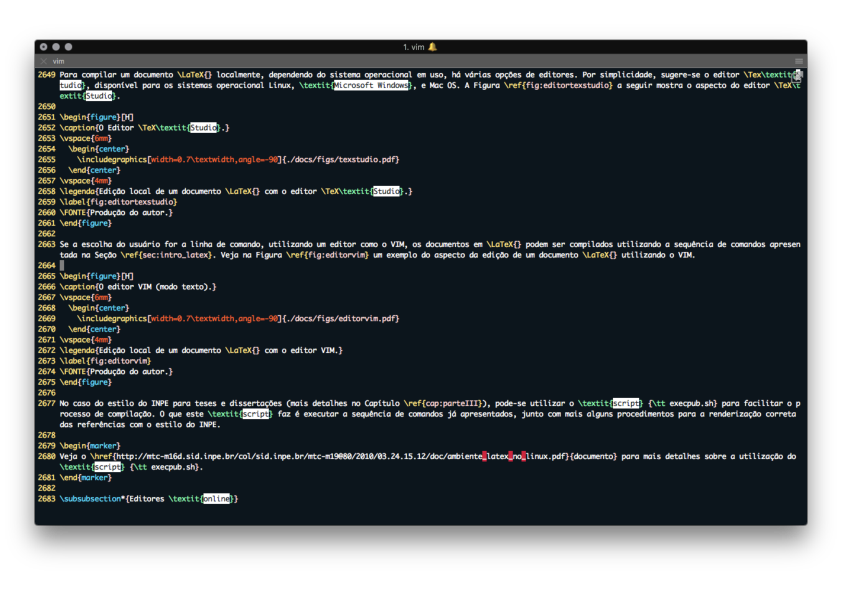 1. vim 🔔
vim
2649 Para compilar um documento \LaTeX{} localmente, dependendo do sistema operacional em uso, há várias opções de editores. Por simplicidade, sugere-se o editor \TeX\textit{S
tudio}, disponível para os sistemas operacional Linux, \textit{Microsoft Windows}, e Mac OS. A Figura \ref{fig:editortexstudio} a seguir mostra o aspecto do editor \TeX\t
extit{Studio}.
2650
2651 \begin{figure}[H]
2652 \caption{O Editor \TeX\textit{Studio}.}
2653 \vspace{6mm}
2654 \begin{center}
2655 \includegraphics[width=0.7\textwidth,angle=-90]{./docs/figs/texstudio.pdf}
2656 \end{center}
2657 \vspace{4mm}
2658 \legenda{Edição local de um documento \LaTeX{} com o editor \TeX\textit{Studio}.}
2659 \label{fig:editortexstudio}
2660 \FONTE{Produção do autor.}
2661 \end{figure}
2662
2663 Se a escolha do usuário for a linha de comando, utilizando um editor como o VIM, os documentos em \LaTeX{} podem ser compilados utilizando a sequência de comandos apresen
tada na Seção \ref{sec:intro_latex}. Veja na Figura \ref{fig:editorvim} um exemplo do aspecto da edição de um documento \LaTeX{} utilizando o VIM.
2664
2665 \begin{figure}[H]
2666 \caption{O editor VIM (modo texto).}
2667 \vspace{6mm}
2668 \begin{center}
2669 \includegraphics[width=0.7\textwidth,angle=-90]{./docs/figs/editorvim.pdf}
2670 \end{center}
2671 \vspace{4mm}
2672 \legenda{Edição local de um documento \LaTeX{} com o editor VIM.}
2673 \label{fig:editorvim}
2674 \FONTE{Produção do autor.}
2675 \end{figure}
2676
2677 No caso do estilo do INPE para teses e dissertações (mais detalhes no Capítulo \ref{cap:parteIII}), pode-se utilizar o \textit{script} {\tt execpub.sh} para facilitar o p
rocesso de compilação. O que este \textit{script} faz é executar a sequência de comandos já apresentados, junto com mais alguns procedimentos para a renderização correta
das referências com o estilo do INPE.
2678
2679 \begin{marker}
2680 Veja o \href{http://mtc-m16d.sid.inpe.br/col/sid.inpe.br/mtc-m19@80/2010/03.24.15.12/doc/ambiente_latex_no_linux.pdf}{documento} para mais detalhes sobre a utilização do
\textit{script} {\tt execpub.sh}.
2681 \end{marker}
2682
2683 \subsubsection*{Editores \textit{online}}